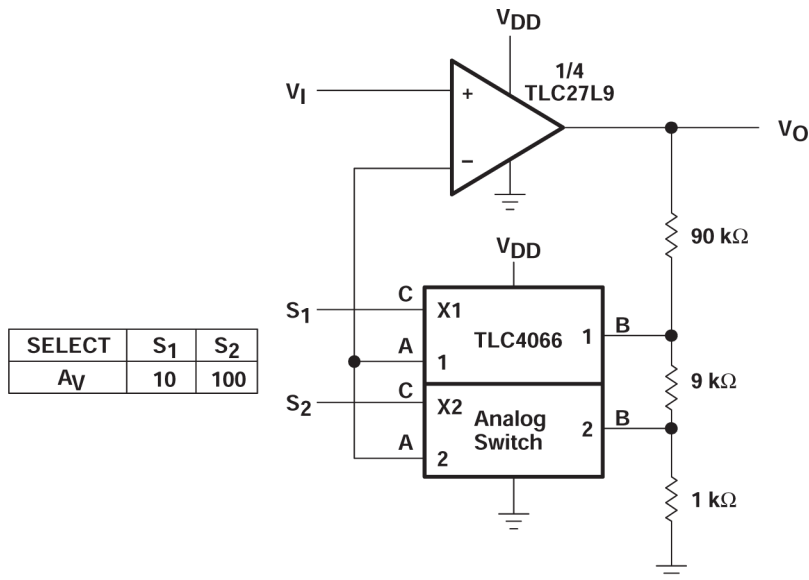 VDD
1/4
TLC27L9
VI
+
−
VO
90 kΩ
VDD
S1
C
X1
TLC4066
1
B
A
1
9 kΩ
S2
C
X2
Analog
Switch
2
B
A
2
1 kΩ
SELECT S1 S2
AV 10 100